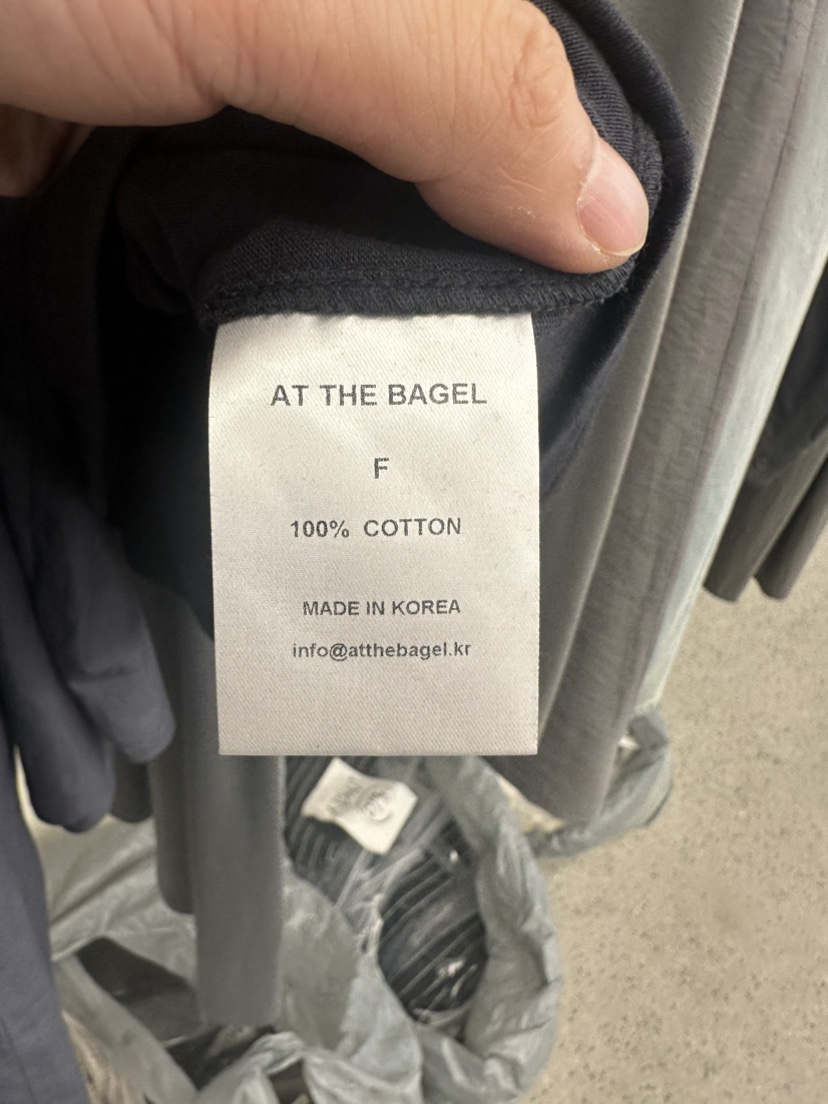 AT THE BAGEL
F
100% COTTON
MADE IN KOREA
info@atthebagel.kr